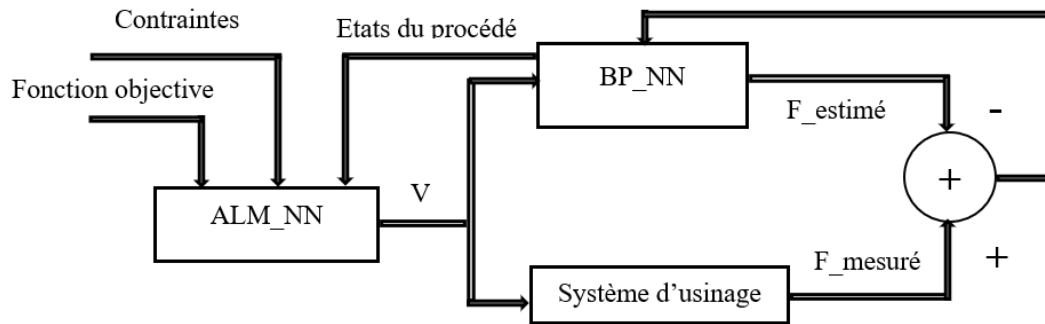 Contraintes
Etats du procédé
Fonction objective
BP_NN
F_estimé
-
ALM_NN
V
+
F_mesuré
+
Système d’usinage